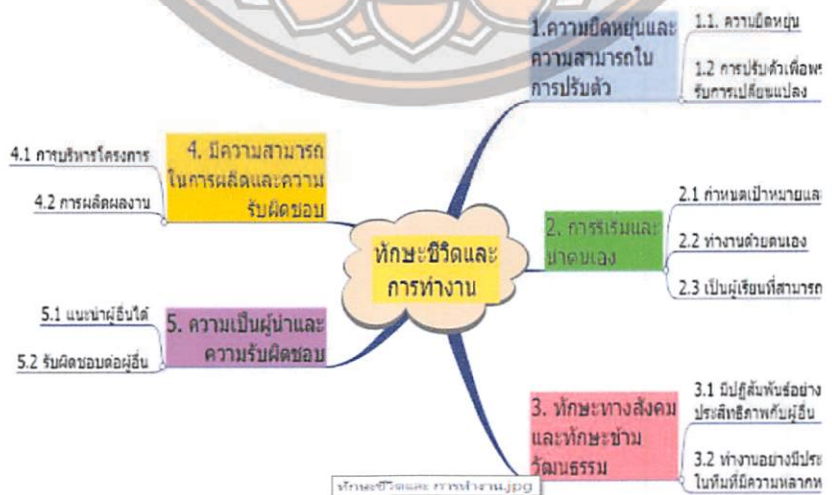 ทักษะชีวิตและ
การทำงาน
1.ความยืดหยุ่นและ
ความสามารถใน
การปรับตัว
1.1. ความยืดหยุ่น
1.2 การปรับตัวเพื่อพร
รับการเปลี่ยนแปลง
2. การริเริ่มและ
นำตนเอง
2.1 กำหนดเป้าหมายและ
2.2 ทำงานด้วยตนเอง
2.3 เป็นผู้เรียนที่สามารถ
3. ทักษะทางสังคม
และทักษะข้าม
วัฒนธรรม
3.1 มีปฏิสัมพันธ์อย่าง
ประสิทธิภาพกับผู้อื่น
3.2 ทำงานอย่างมีประ
ในทีมที่มีความหลากห
4. มีความสามารถ
ในการผลิตและความ
รับผิดชอบ
4.1 การบริหารโครงการ
4.2 การผลิตผลงาน
5. ความเป็นผู้นำและ
ความรับผิดชอบ
5.1 แนะนำผู้อื่นได้
5.2 รับผิดชอบต่อผู้อื่น
ทักษะชีวิตและ การทำงาน.jpg